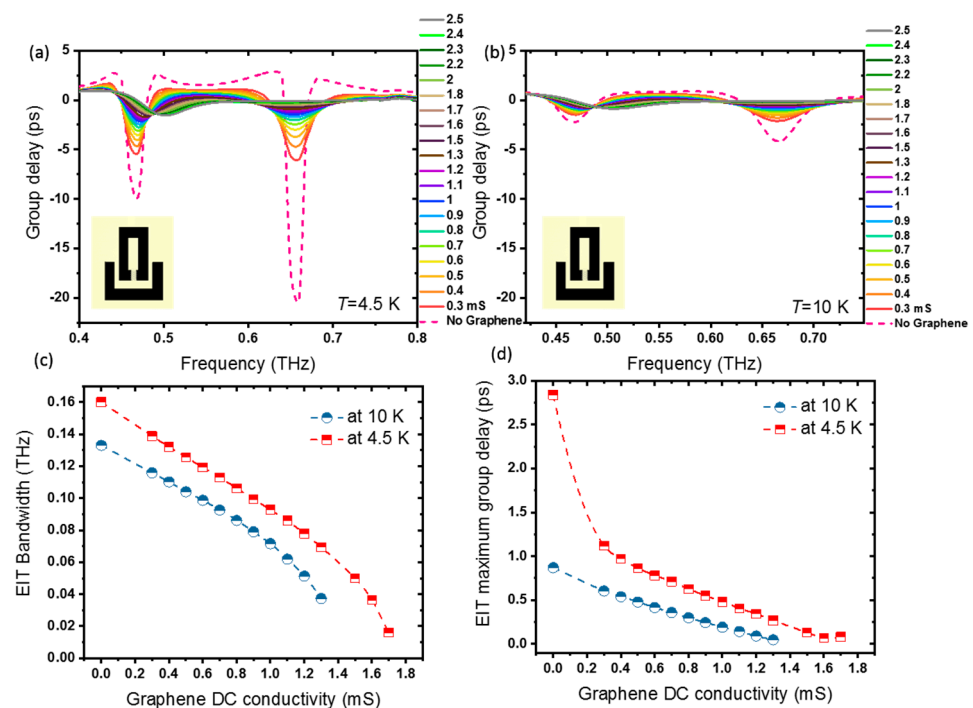 (a)
Group delay (ps)
5
0
-5
-10
-15
-20
T=4.5 K
0.4 0.5 0.6 0.7 0.8
Frequency (THz)
2.5
2.4
2.3
2.2
2
1.8
1.7
1.6
1.5
1.3
1.2
1.1
1
0.9
0.8
0.7
0.6
0.5
0.4
0.3 mS
No Graphene
(b)
Group delay (ps)
5
0
-5
-10
-15
-20
T=10 K
0.45 0.50 0.55 0.60 0.65 0.70
Frequency (THz)
2.5
2.4
2.3
2.2
2
1.8
1.7
1.6
1.5
1.3
1.2
1.1
1
0.9
0.8
0.7
0.6
0.5
0.4
0.3 mS
No Graphene
(c)
EIT Bandwidth (THz)
0.16
0.14
0.12
0.10
0.08
0.06
0.04
0.02
0.00
at 10 K
at 4.5 K
0.0 0.2 0.4 0.6 0.8 1.0 1.2 1.4 1.6 1.8
Graphene DC conductivity (mS)
(d)
EIT maximum group delay (ps)
3.0
2.5
2.0
1.5
1.0
0.5
0.0
at 10 K
at 4.5 K
0.0 0.2 0.4 0.6 0.8 1.0 1.2 1.4 1.6 1.8
Graphene DC conductivity (mS)